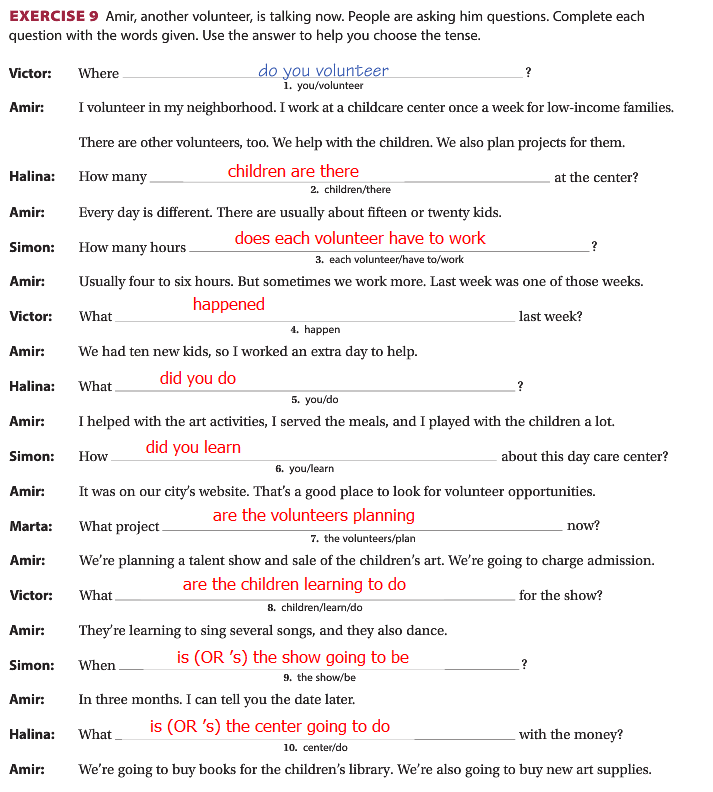 EXERCISE 9 Amir, another volunteer, is talking now. People are asking him questions. Complete each
question with the words given. Use the answer to help you choose the tense.
Victor: Where do you volunteer ?
1. you/volunteer
Amir: I volunteer in my neighborhood. I work at a childcare center once a week for low-income families.
There are other volunteers, too. We help with the children. We also plan projects for them.
Halina: How many children are there at the center?
2. children/there
Amir: Every day is different. There are usually about fifteen or twenty kids.
Simon: How many hours does each volunteer have to work ?
3. each volunteer/have to/work
Amir: Usually four to six hours. But sometimes we work more. Last week was one of those weeks.
Victor: What happened last week?
4. happen
Amir: We had ten new kids, so I worked an extra day to help.
Halina: What did you do ?
5. you/do
Amir: I helped with the art activities, I served the meals, and I played with the children a lot.
Simon: How did you learn about this day care center?
6. you/learn
Amir: It was on our city's website. That's a good place to look for volunteer opportunities.
Marta: What project are the volunteers planning now?
7. the volunteers/plan
Amir: We're planning a talent show and sale of the children's art. We're going to charge admission.
Victor: What are the children learning to do for the show?
8. children/learn/do
Amir: They're learning to sing several songs, and they also dance.
Simon: When is (OR 's) the show going to be ?
9. the show/be
Amir: In three months. I can tell you the date later.
Halina: What is (OR 's) the center going to do with the money?
10. center/do
Amir: We're going to buy books for the children's library. We're also going to buy new art supplies.